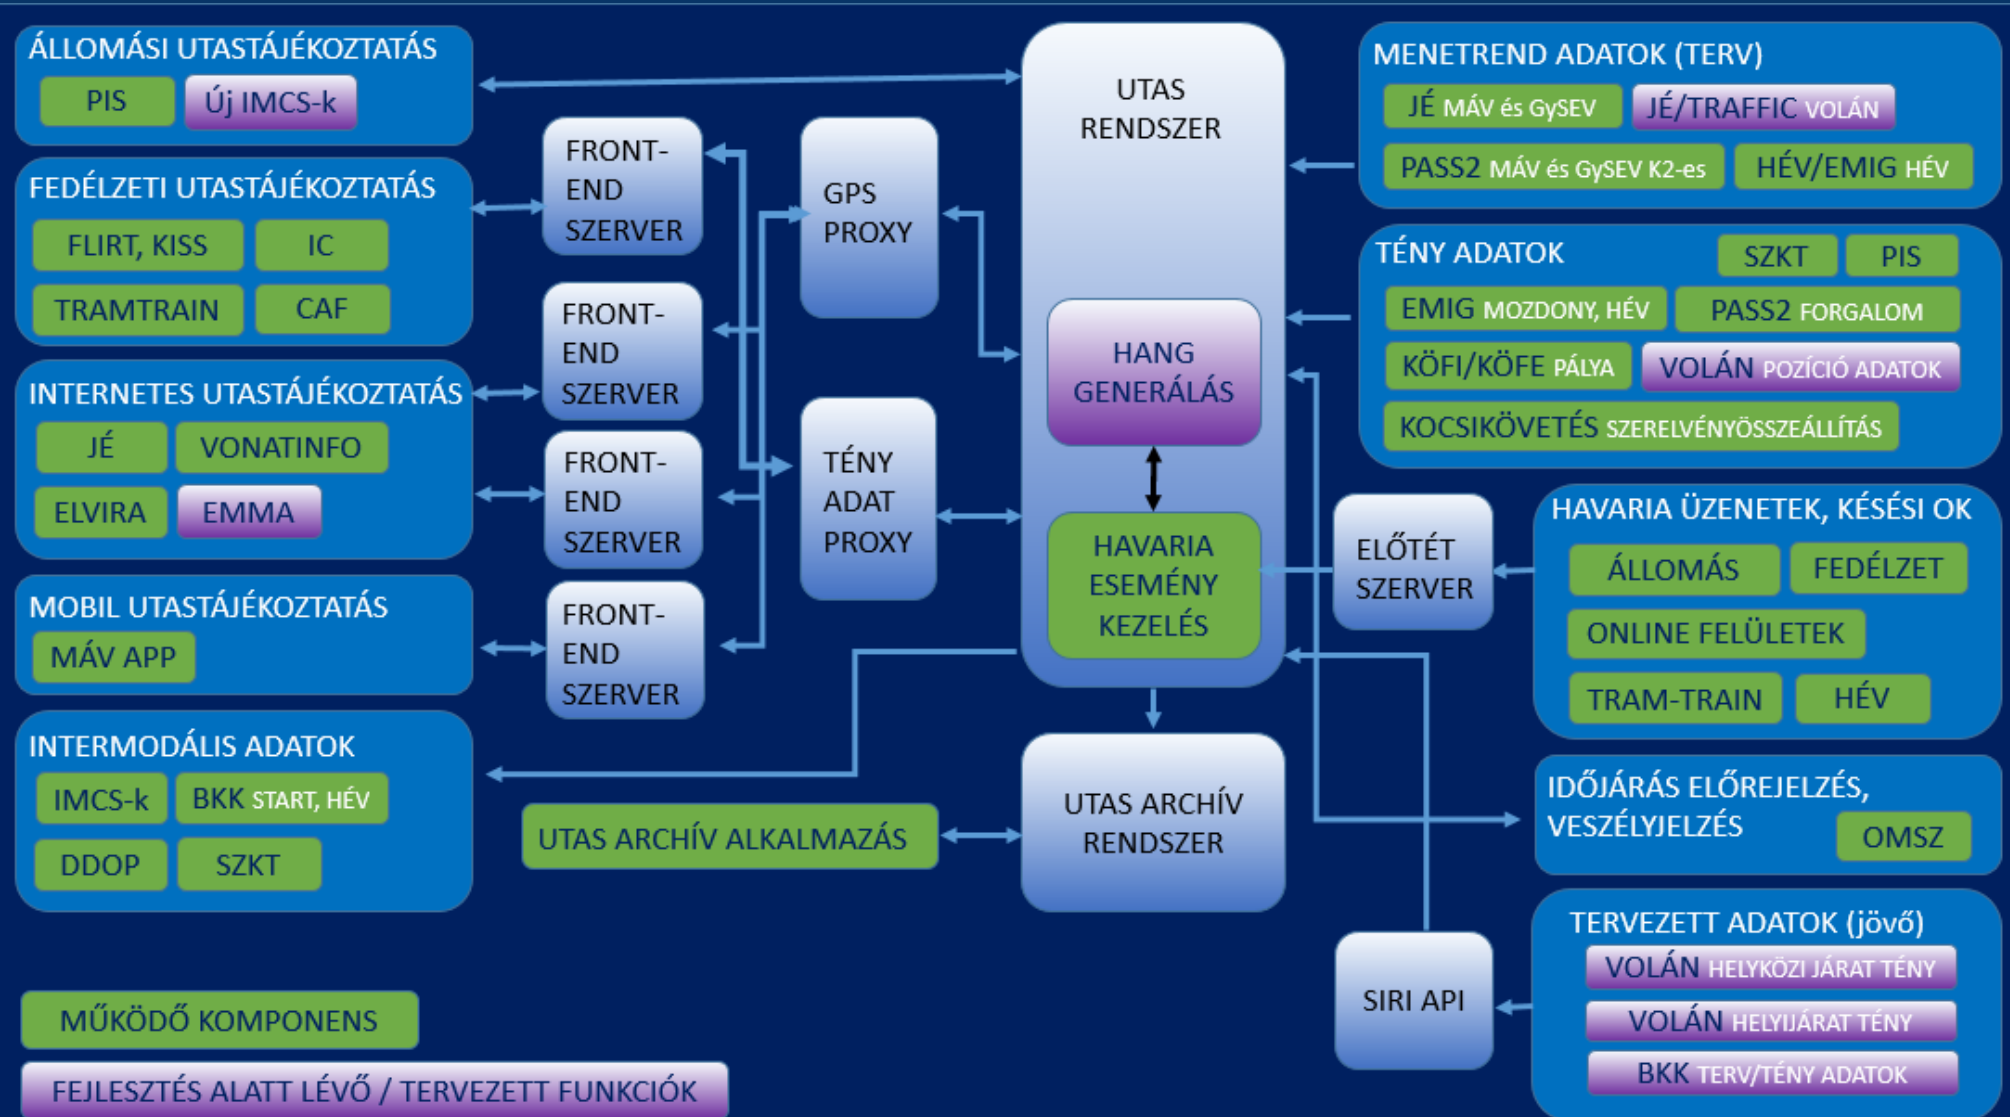 ÁLLOMÁSI UTASTÁJÉKOZTATÁS
PIS
Új IMCS-k
FEDÉLZETI UTASTÁJÉKOZTATÁS
FLIRT, KISS
IC
TRAMTRAIN
CAF
INTERNETES UTASTÁJÉKOZTATÁS
JÉ
VONATINFO
ELVIRA
EMMA
MOBIL UTASTÁJÉKOZTATÁS
MÁV APP
INTERMODÁLIS ADATOK
IMCS-k
BKK START, HÉV
DDOP
SZKT
FRONT-
END
SZERVER
FRONT-
END
SZERVER
FRONT-
END
SZERVER
FRONT-
END
SZERVER
GPS
PROXY
TÉNY
ADAT
PROXY
UTAS
RENDSZER
HANG
GENERÁLÁS
HAVARIA
ESEMÉNY
KEZELÉS
UTAS ARCHÍV ALKALMAZÁS
UTAS ARCHÍV
RENDSZER
MENETREND ADATOK (TERV)
JÉ MÁV és GySEV
JÉ/TRAFFIC VOLÁN
PASS2 MÁV és GySEV K2-es
HÉV/EMIG HÉV
TÉNY ADATOK
SZKT
PIS
EMIG MOZDONY, HÉV
PASS2 FORGALOM
KÖFI/KÖFE PÁLYA
VOLÁN POZÍCIÓ ADATOK
KOCSIKÖVETÉS SZERELVÉNYÖSSZEÁLLÍTÁS
ELŐTÉT
SZERVER
HAVARIA ÜZENETEK, KÉSÉSI OK
ÁLLOMÁS
FEDÉLZET
ONLINE FELÜLETEK
TRAM-TRAIN
HÉV
IDŐJÁRÁS ELŐREJELZÉS,
VESZÉLYJELZÉS
OMSZ
SIRI API
TERVEZETT ADATOK (jövő)
VOLÁN HELYKÖZI JÁRAT TÉNY
VOLÁN HELYIJÁRAT TÉNY
BKK TERV/TÉNY ADATOK
MŰKÖDŐ KOMPONENS
FEJLESZTÉS ALATT LÉVŐ / TERVEZETT FUNKCIÓK